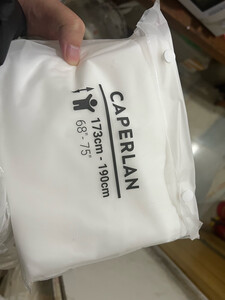 CAPERLAN
173cm - 190cm
68" - 75"